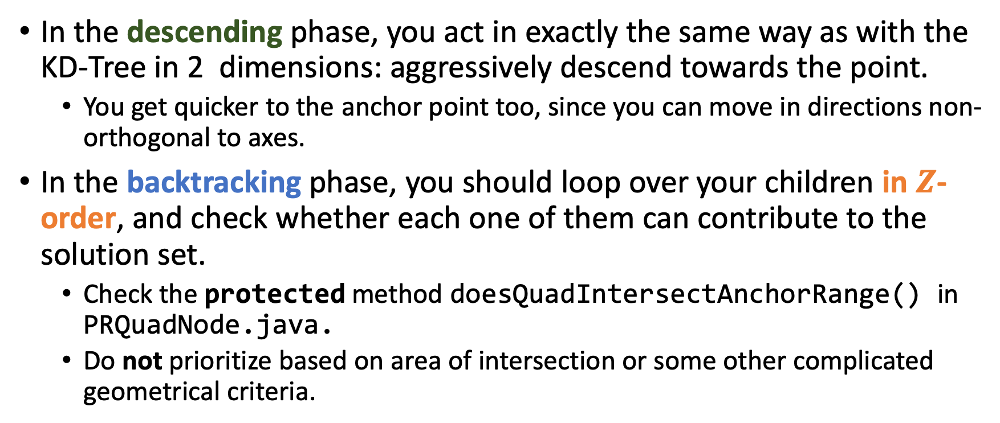 • In the descending phase, you act in exactly the same way as with the
KD-Tree in 2  dimensions: aggressively descend towards the point.
• You get quicker to the anchor point too, since you can move in directions non-
orthogonal to axes.
• In the backtracking phase, you should loop over your children in Z-
order, and check whether each one of them can contribute to the
solution set.
• Check the protected method doesQuadIntersectAnchorRange() in
PRQuadNode.java.
• Do not prioritize based on area of intersection or some other complicated
geometrical criteria.